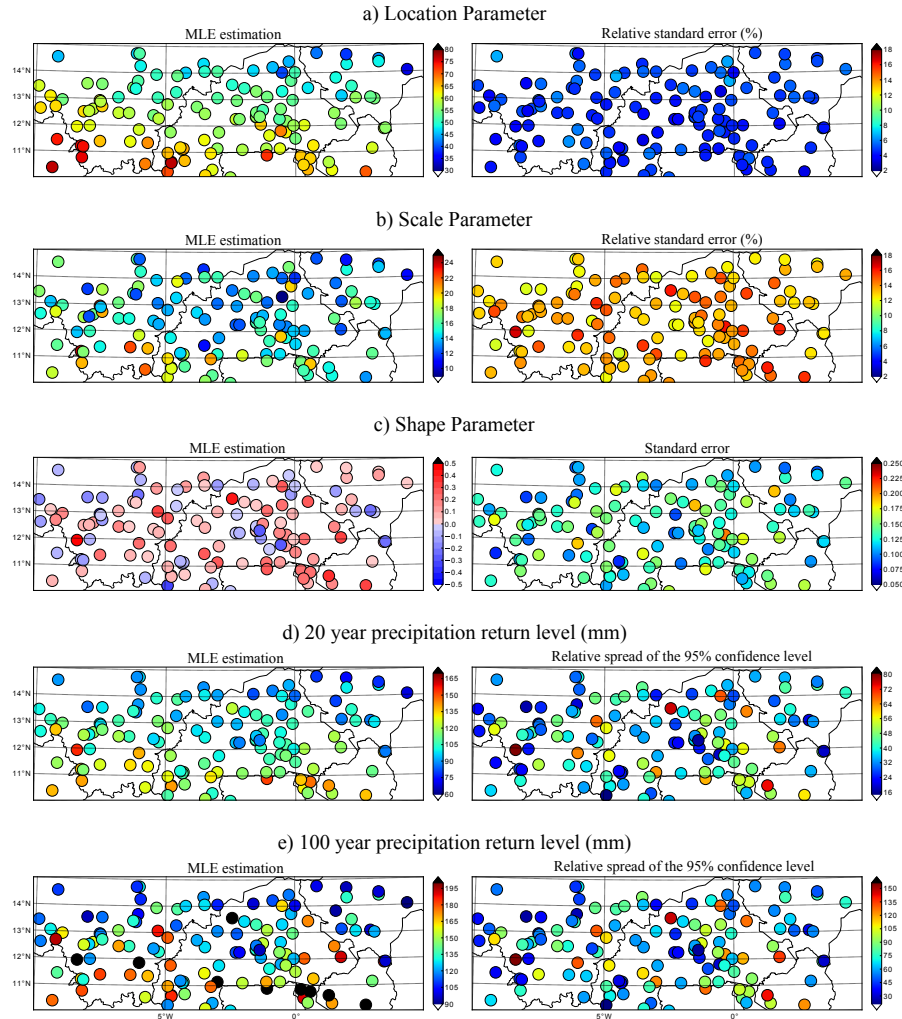 a) Location Parameter
MLE estimation
Relative standard error (%)
14°N
13°N
12°N
11°N
80
75
70
65
60
55
50
45
40
35
30
18
16
14
12
10
8
6
4
2
b) Scale Parameter
MLE estimation
Relative standard error (%)
14°N
13°N
12°N
11°N
24
22
20
18
16
14
12
10
18
16
14
12
10
8
6
4
2
c) Shape Parameter
MLE estimation
Standard error
14°N
13°N
12°N
11°N
0.5
0.4
0.3
0.2
0.1
0.0
−0.1
−0.2
−0.3
−0.4
−0.5
0.250
0.225
0.200
0.175
0.150
0.125
0.100
0.075
0.050
d) 20 year precipitation return level (mm)
MLE estimation
Relative spread of the 95% confidence level
14°N
13°N
12°N
11°N
165
150
135
120
105
90
75
60
80
72
64
56
48
40
32
24
16
e) 100 year precipitation return level (mm)
MLE estimation
Relative spread of the 95% confidence level
14°N
13°N
12°N
11°N
195
180
165
150
135
120
105
90
150
135
120
105
90
75
60
45
30
5°W
0°
5°W
0°